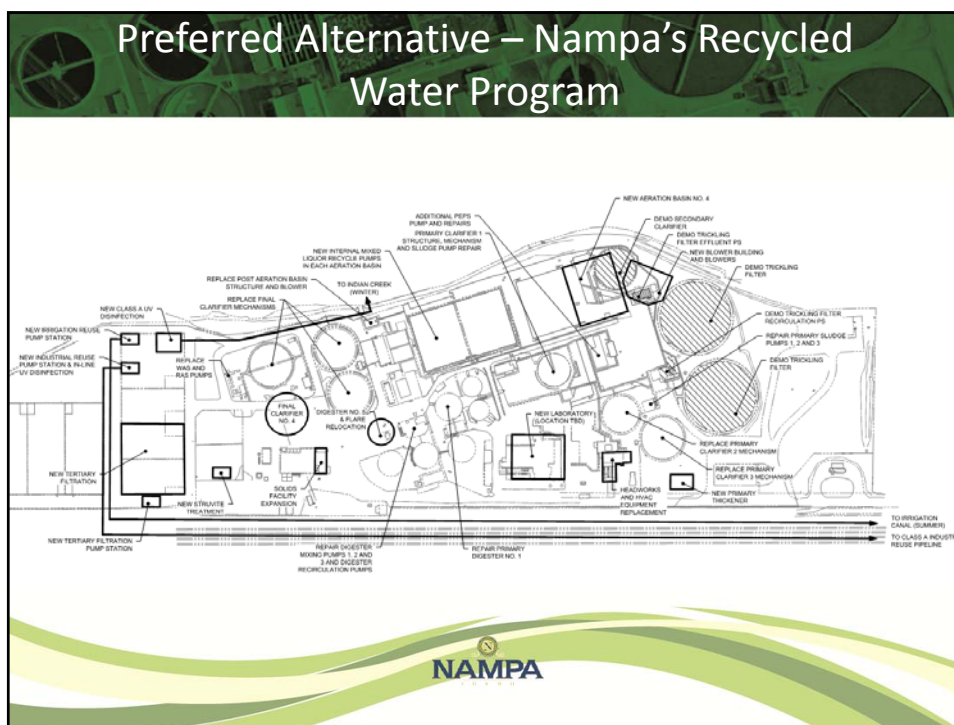 Preferred Alternative – Nampa's Recycled
Water Program
NEW AERATION BASIN NO. 4
ADDITIONAL PEPS
PUMP AND REPAIRS
DEMO SECONDARY
CLARIFIER
PRIMARY CLARIFIER 1
STRUCTURE, MECHANISM
AND SLUDGE PUMP REPAIR
DEMO TRICKLING
FILTER EFFLUENT PS
NEW BLOWER BUILDING
AND BLOWERS
NEW INTERNAL MIXED
LIQUOR RECYCLE PUMPS
IN EACH AERATION BASIN
DEMO TRICKLING
FILTER
REPLACE POST AERATION BASIN
STRUCTURE AND BLOWER
TO INDIAN CREEK
(WINTER)
REPLACE FINAL
CLARIFIER MECHANISMS
NEW CLASS A UV
DISINFECTION
DEMO TRICKLING FILTER
RECIRCULATION PS
NEW IRRIGATION REUSE
PUMP STATION
REPAIR PRIMARY SLUDGE
PUMPS 1, 2 AND 3
NEW INDUSTRIAL REUSE
PUMP STATION & IN-LINE
UV DISINFECTION
REPLACE
WAS AND
RAS PUMPS
DEMO TRICKLING
FILTER
FINAL
CLARIFIER
NO. 4
DIGESTER NO. 5
& FLARE
RELOCATION
NEW LABORATORY
(LOCATION TBD)
REPLACE PRIMARY
CLARIFIER 2 MECHANISM
NEW TERTIARY
FILTRATION
NEW STRUVITE
TREATMENT
SOLIDS
FACILITY
EXPANSION
HEADWORKS
AND HVAC
EQUIPMENT
REPLACEMENT
REPLACE PRIMARY
CLARIFIER 3 MECHANISM
NEW PRIMARY
THICKENER
TO IRRIGATION
CANAL (SUMMER)
NEW TERTIARY FILTRATION
PUMP STATION
REPAIR DIGESTER
MIXING PUMPS 1, 2 AND
3 AND DIGESTER
RECIRCULATION PUMPS
REPAIR PRIMARY
DIGESTER NO. 1
TO CLASS A INDUSTR
REUSE PIPELINE
NAMPA